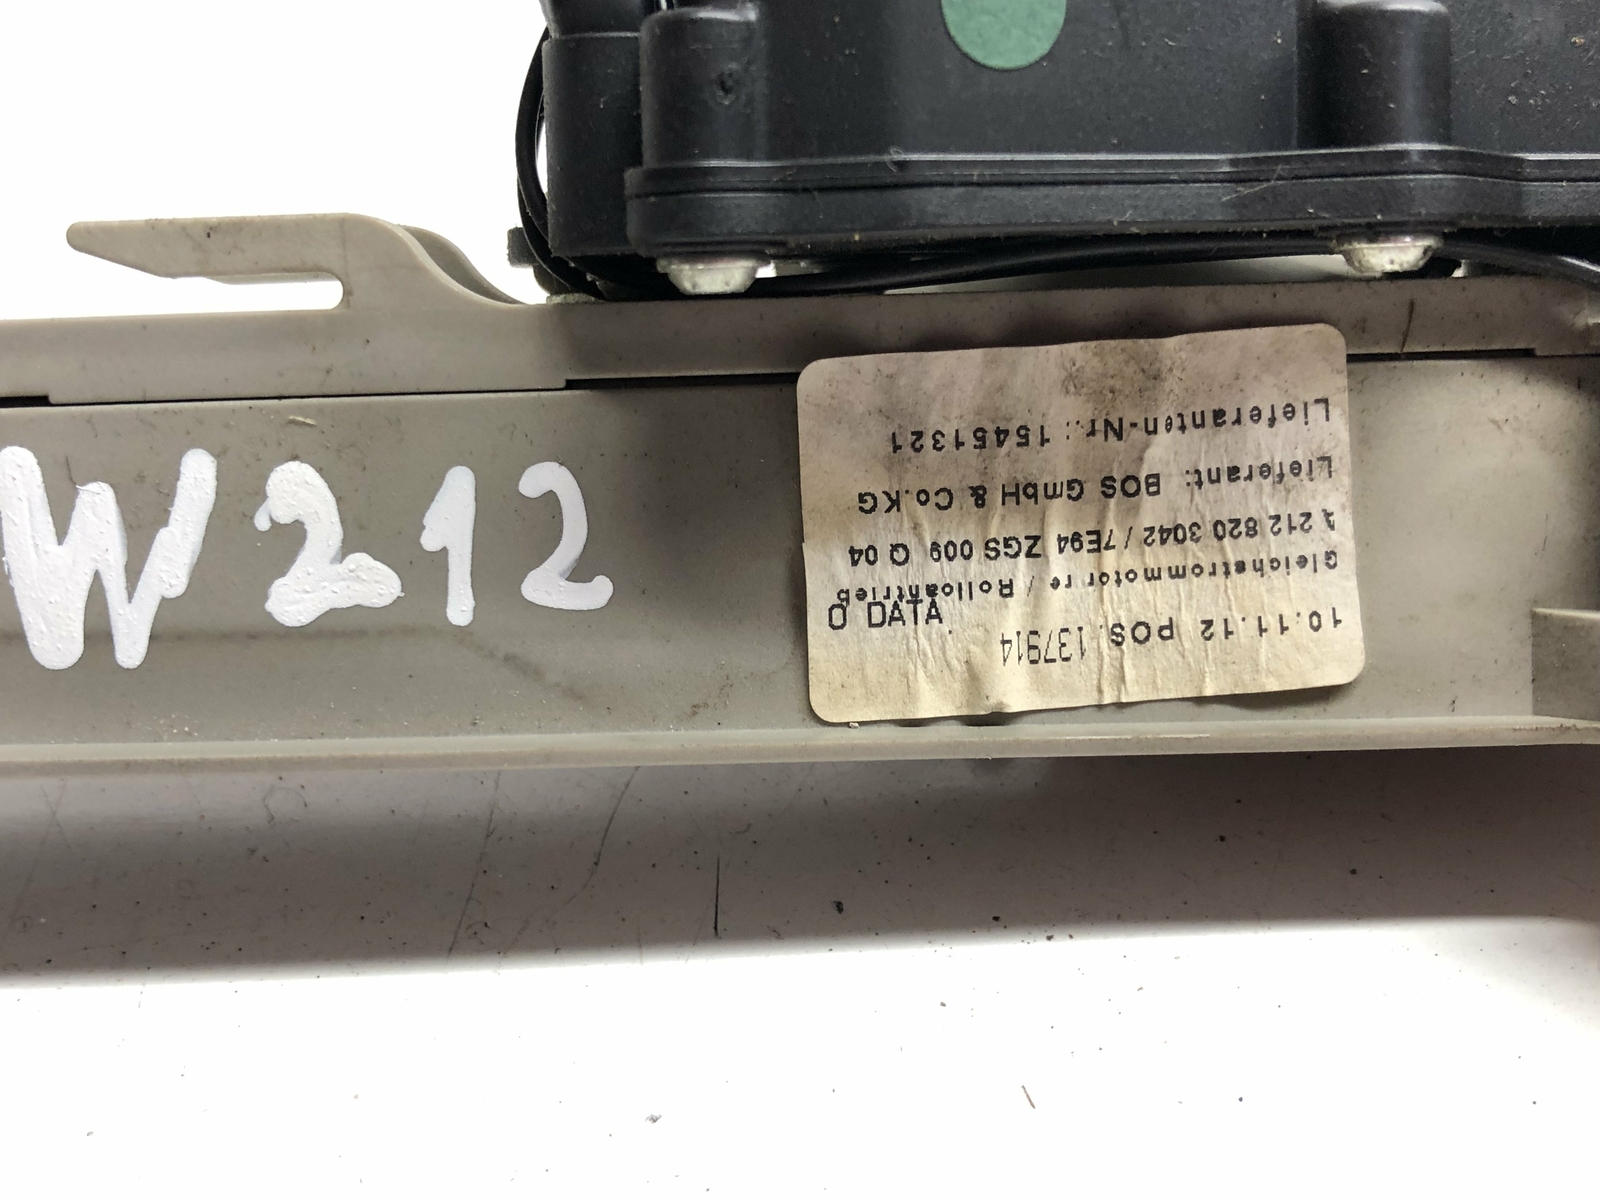 W212
10.11.12 POS. 137914
O DATA
Gleichstrommotor re / Rolloantrieb
A 212 820 3042 / 7E94 ZGS 009 Q 04
Lieferant: BOS GmbH & Co.KG
Lieferanten-Nr.: 15451321